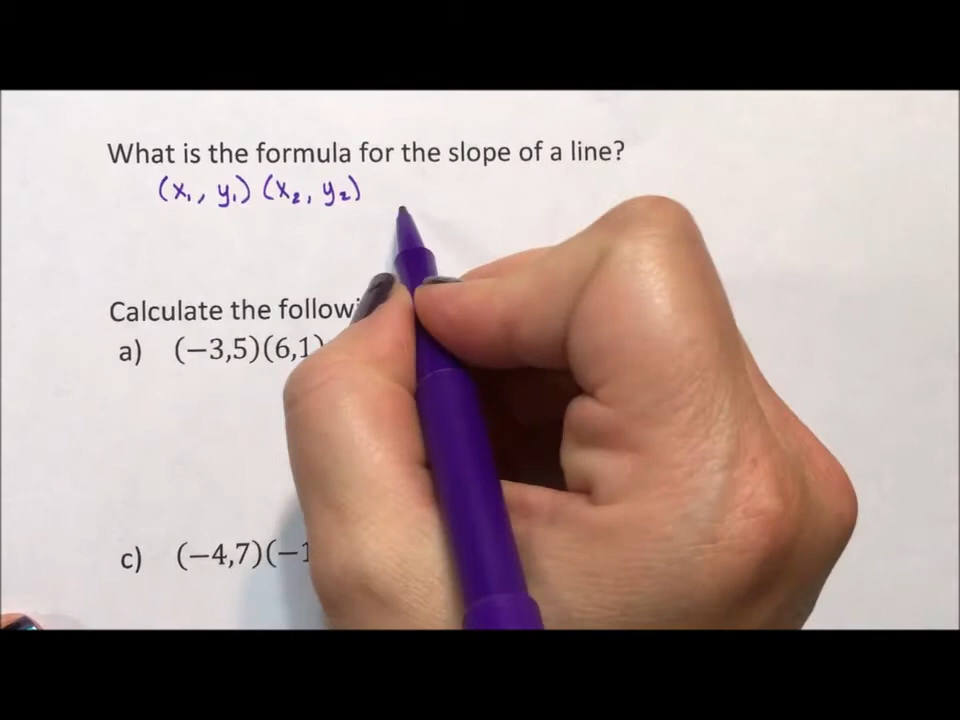 What is the formula for the slope of a line?
(x₁, y₁) (x₂, y₂)
Calculate the
a) (−3,5)(6,1)
c) (−4,7)(−1